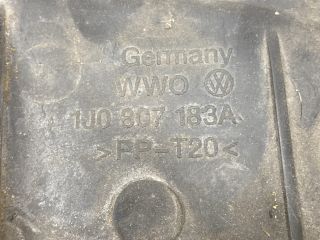 Germany
WWO
1J0 807 183A
>PP-T20<